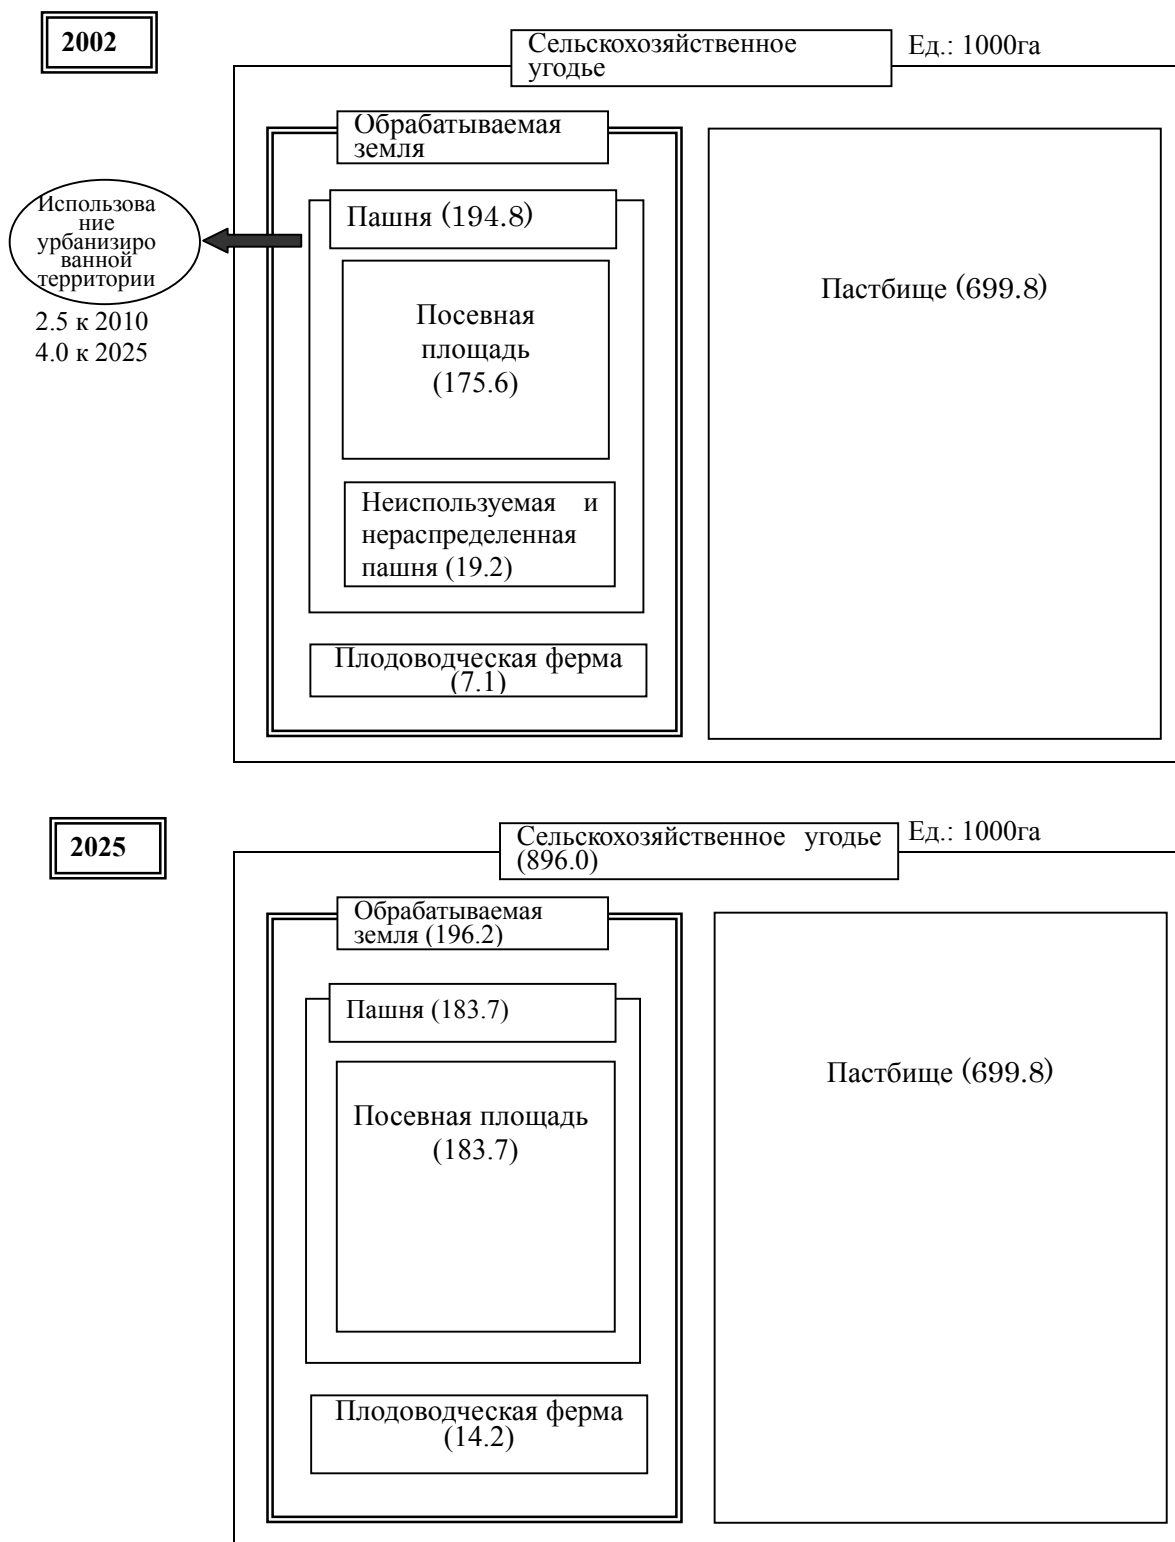 2002
Сельскохозяйственное
угодье
Ед.: 1000га
Обрабатываемая
земля
Использова
ние
урбанизиро
ванной
территории
2.5 к 2010
4.0 к 2025
Пашня (194.8)
Посевная
площадь
(175.6)
Неиспользуемая и
нераспределенная
пашня (19.2)
Плодоводческая ферма
(7.1)
Пастбище (699.8)
2025
Сельскохозяйственное угодье
(896.0)
Ед.: 1000га
Обрабатываемая
земля (196.2)
Пашня (183.7)
Посевная площадь
(183.7)
Плодоводческая ферма
(14.2)
Пастбище (699.8)